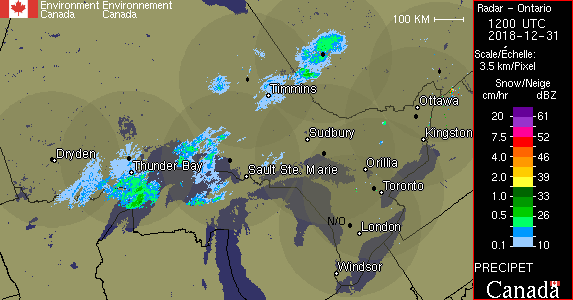 Environment Environnement
Canada Canada
100 KM
Radar - Ontario
1200 UTC
2018-12-31
Scale/Échelle:
3.5 km/Pixel
Snow/Neige
cm/hr dBZ
20 61
7.5 52
4.0 46
2.0 39
1.0 33
0.5 26
0.1 10
PRECIPET
Canada
Timmins
Ottawa
Sudbury
Kingston
Dryden
Thunder Bay
Sault Ste. Marie
Orillia
Toronto
N/O
London
Windsor